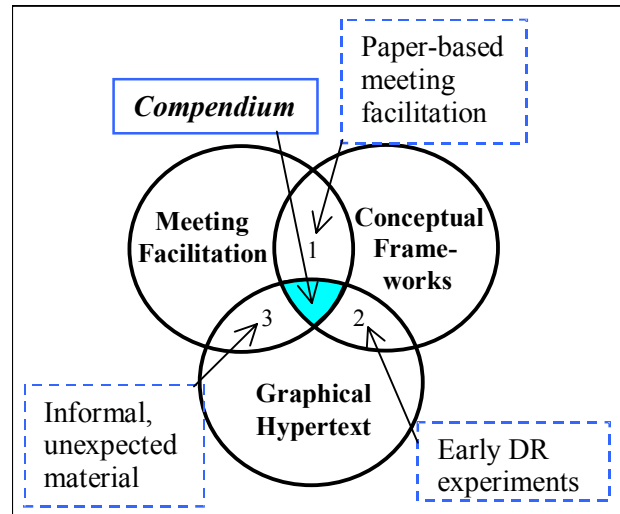 Paper-based
meeting
facilitation
Compendium
Meeting
Facilitation
Conceptual
Frame-
works
1
3
2
Graphical
Hypertext
Informal,
unexpected
material
Early DR
experiments